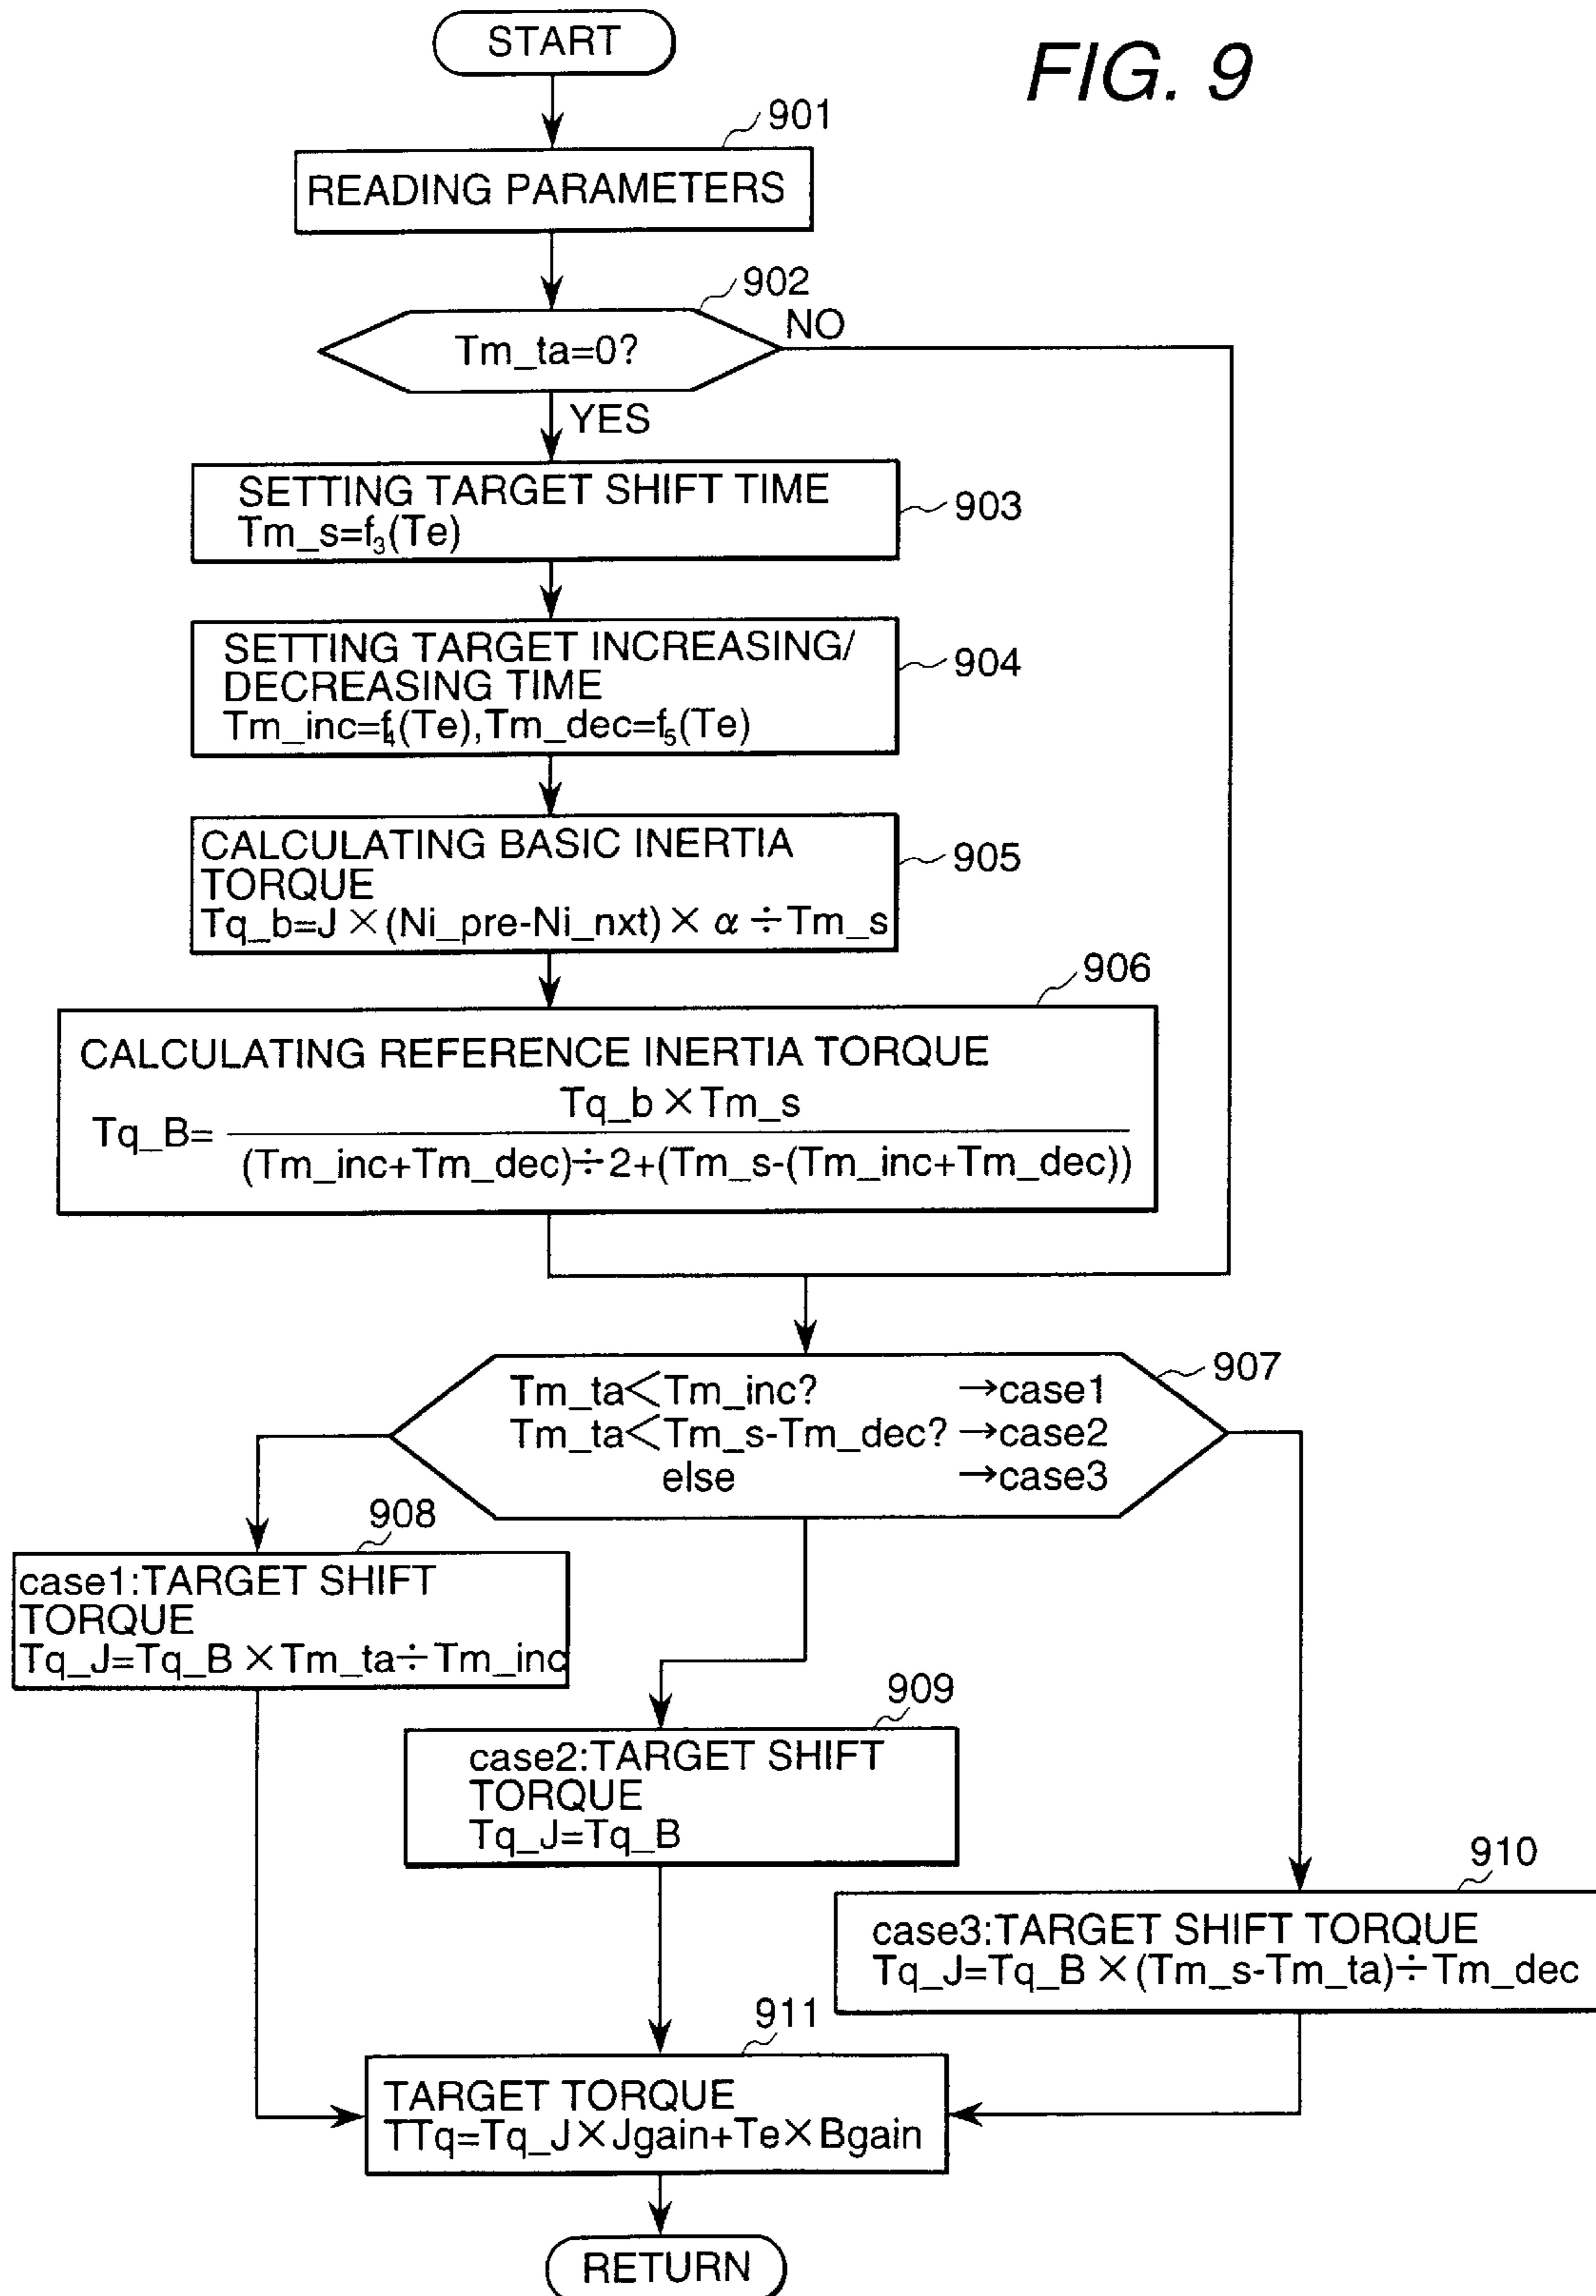 START
FIG. 9
901
READING PARAMETERS
902
Tm_ta=0?
NO
YES
SETTING TARGET SHIFT TIME
Tm_s=f₃(Te)
903
SETTING TARGET INCREASING/
DECREASING TIME
Tm_inc=f₄(Te),Tm_dec=f₅(Te)
904
CALCULATING BASIC INERTIA
TORQUE
Tq_b=J×(Ni_pre-Ni_nxt)×α÷Tm_s
905
906
CALCULATING REFERENCE INERTIA TORQUE
Tq_b×Tm_s
Tq_B=
(Tm_inc+Tm_dec)÷2+(Tm_s-(Tm_inc+Tm_dec))
907
Tm_ta<Tm_inc? →case1
Tm_ta<Tm_s-Tm_dec? →case2
else →case3
908
case1:TARGET SHIFT
TORQUE
Tq_J=Tq_B×Tm_ta÷Tm_inc
909
case2:TARGET SHIFT
TORQUE
Tq_J=Tq_B
910
case3:TARGET SHIFT TORQUE
Tq_J=Tq_B×(Tm_s-Tm_ta)÷Tm_dec
911
TARGET TORQUE
TTq=Tq_J×Jgain+Te×Bgain
RETURN